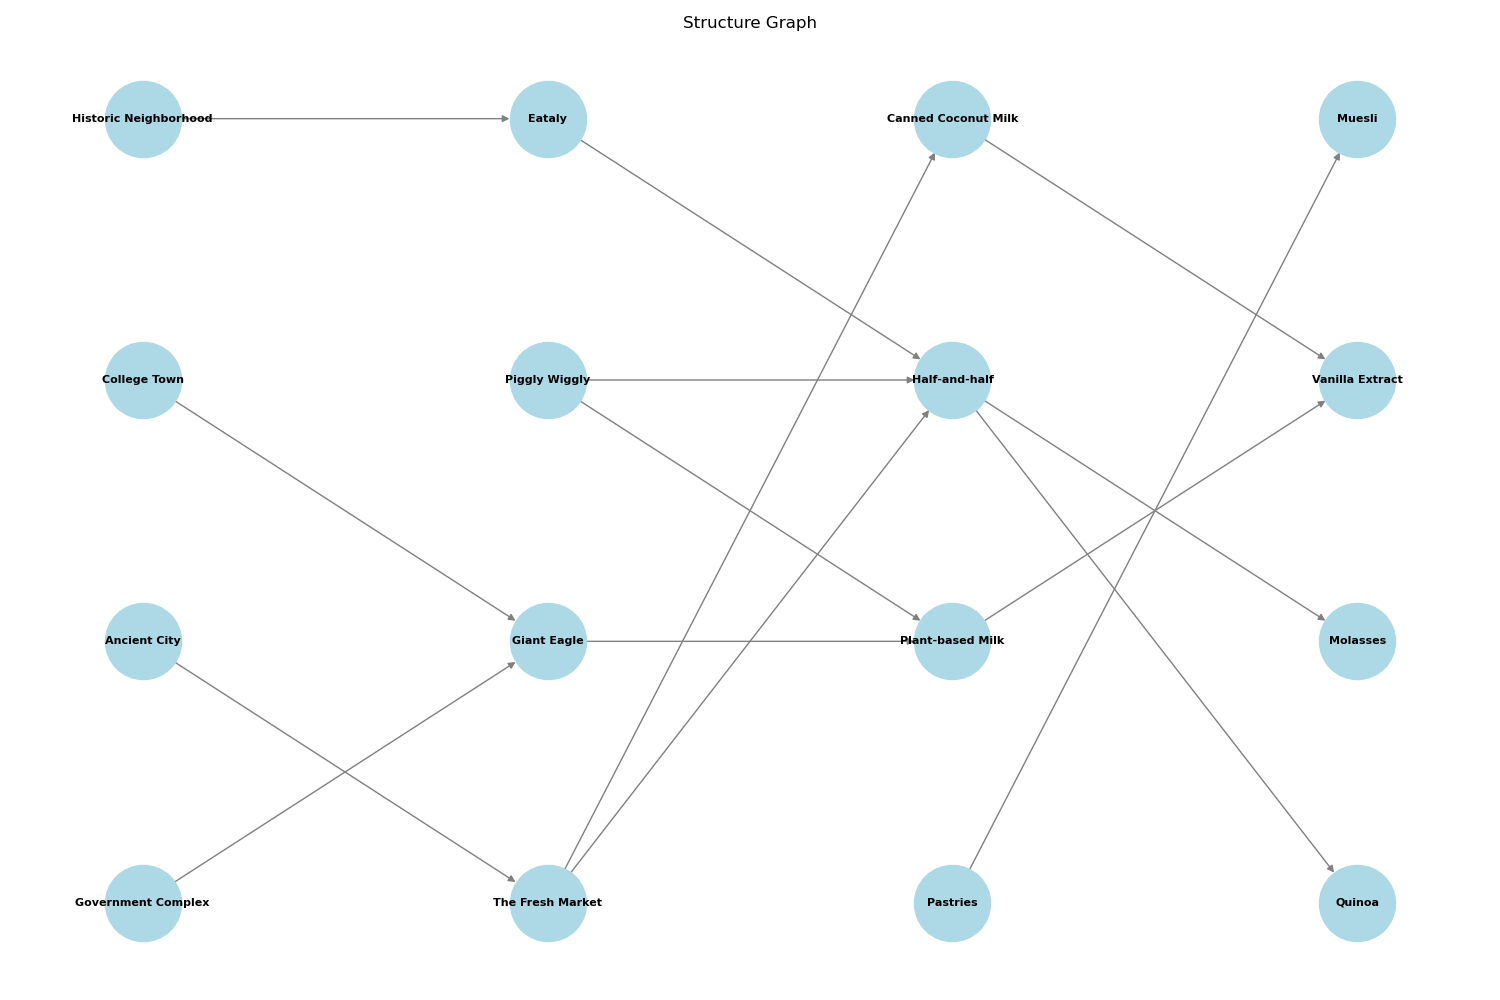 Structure Graph
Historic Neighborhood
Eataly
Canned Coconut Milk
Muesli
College Town
Piggly Wiggly
Half-and-half
Vanilla Extract
Ancient City
Giant Eagle
Plant-based Milk
Molasses
Government Complex
The Fresh Market
Pastries
Quinoa